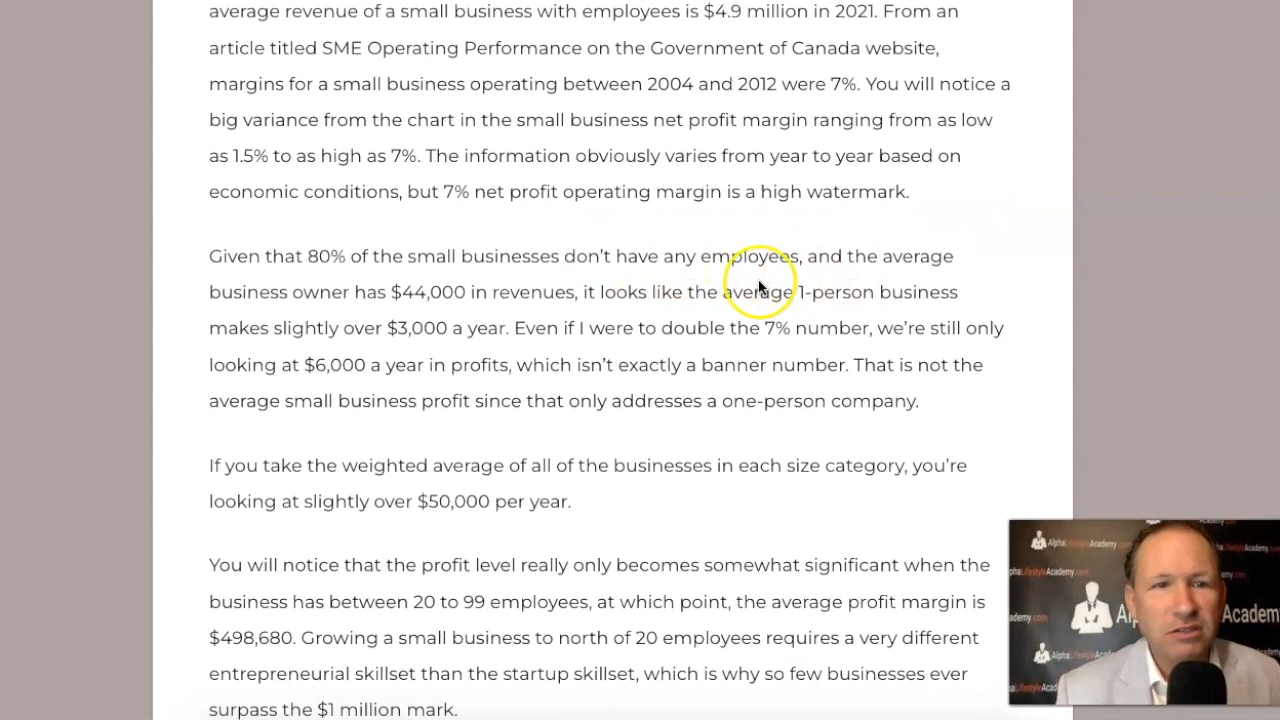 average revenue of a small business with employees is $4.9 million in 2021. From an
article titled SME Operating Performance on the Government of Canada website,
margins for a small business operating between 2004 and 2012 were 7%. You will notice a
big variance from the chart in the small business net profit margin ranging from as low
as 1.5% to as high as 7%. The information obviously varies from year to year based on
economic conditions, but 7% net profit operating margin is a high watermark.
Given that 80% of the small businesses don’t have any employees, and the average
business owner has $44,000 in revenues, it looks like the average 1-person business
makes slightly over $3,000 a year. Even if I were to double the 7% number, we’re still only
looking at $6,000 a year in profits, which isn’t exactly a banner number. That is not the
average small business profit since that only addresses a one-person company.
If you take the weighted average of all of the businesses in each size category, you’re
looking at slightly over $50,000 per year.
You will notice that the profit level really only becomes somewhat significant when the
business has between 20 to 99 employees, at which point, the average profit margin is
$498,680. Growing a small business to north of 20 employees requires a very different
entrepreneurial skillset than the startup skillset, which is why so few businesses ever
surpass the $1 million mark.
AlphaLifestyleAcademy.com
phaLifestyleAcademy.com
ademy.com
Academy
AlphaLifest